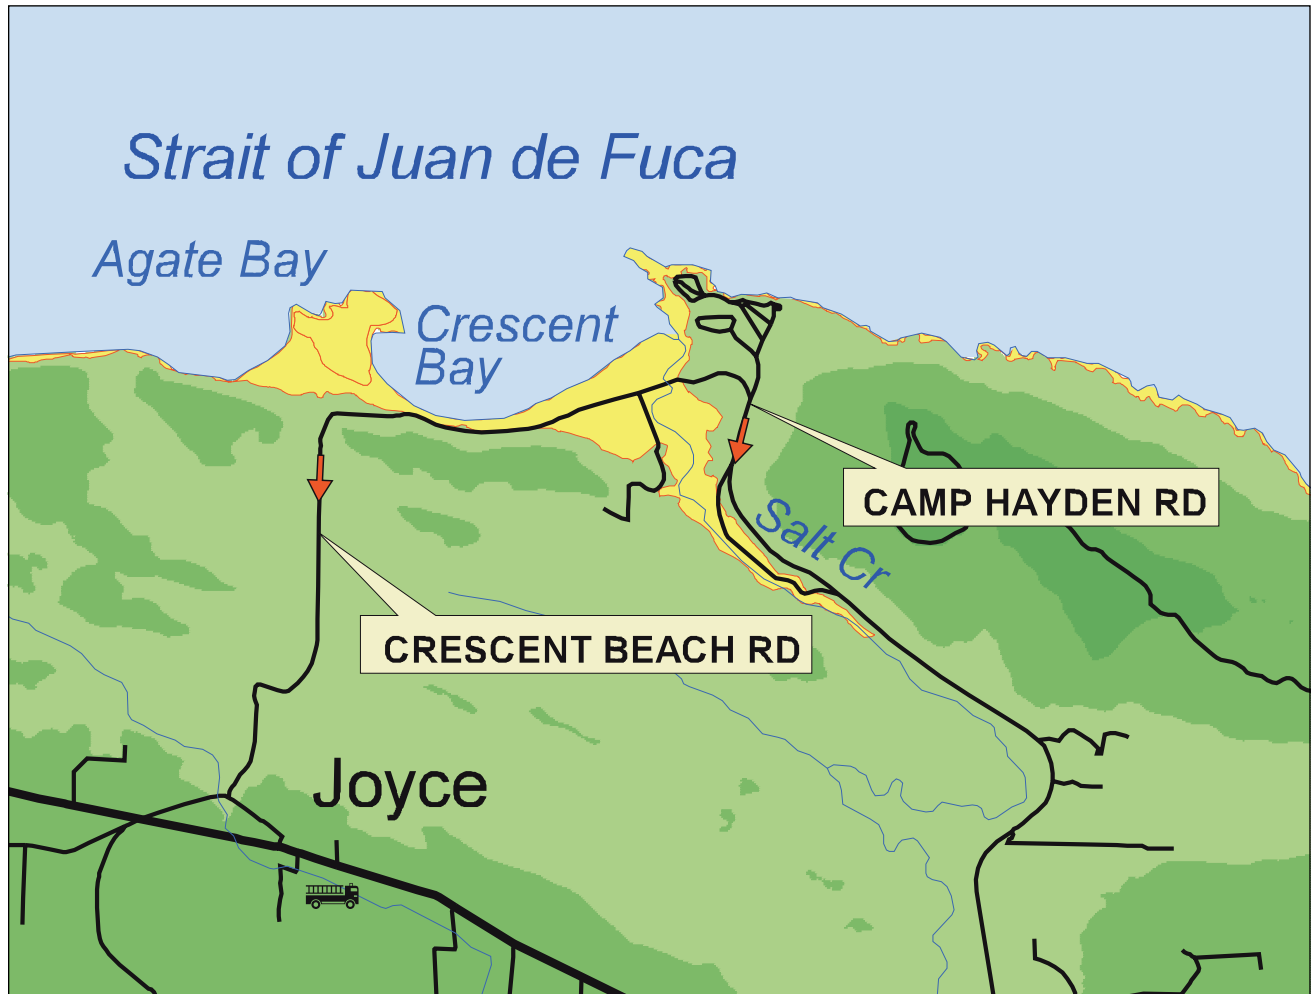 Strait of Juan de Fuca
Agate Bay
Crescent
Bay
CAMP HAYDEN RD
Salt Cr
CRESCENT BEACH RD
Joyce